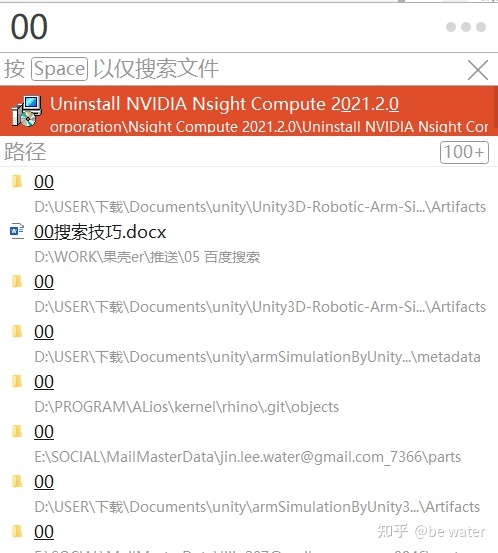 00
按 Space 以仅搜索文件
Uninstall NVIDIA Nsight Compute 2021.2.0
orporation\Nsight Compute 2021.2.0\Uninstall NVIDIA Nsight Cor
路径 100+
00
D:\USER\下载\Documents\unity\Unity3D-Robotic-Arm-Si...\Artifacts
00搜索技巧.docx
D:\WORK\果壳er\推送\05 百度搜索
00
D:\USER\下载\Documents\unity\Unity3D-Robotic-Arm-Si...\Artifacts
00
D:\USER\下载\Documents\unity\armSimulationByUnity...\metadata
00
D:\PROGRAM\ALios\kernel\rhino\.git\objects
00
E:\SOCIAL\MailMasterData\jin.lee.water@gmail.com_7366\parts
00
D:\USER\下载\Documents\unity\armSimulationByUnity3...\Artifacts
00
知乎 @be water